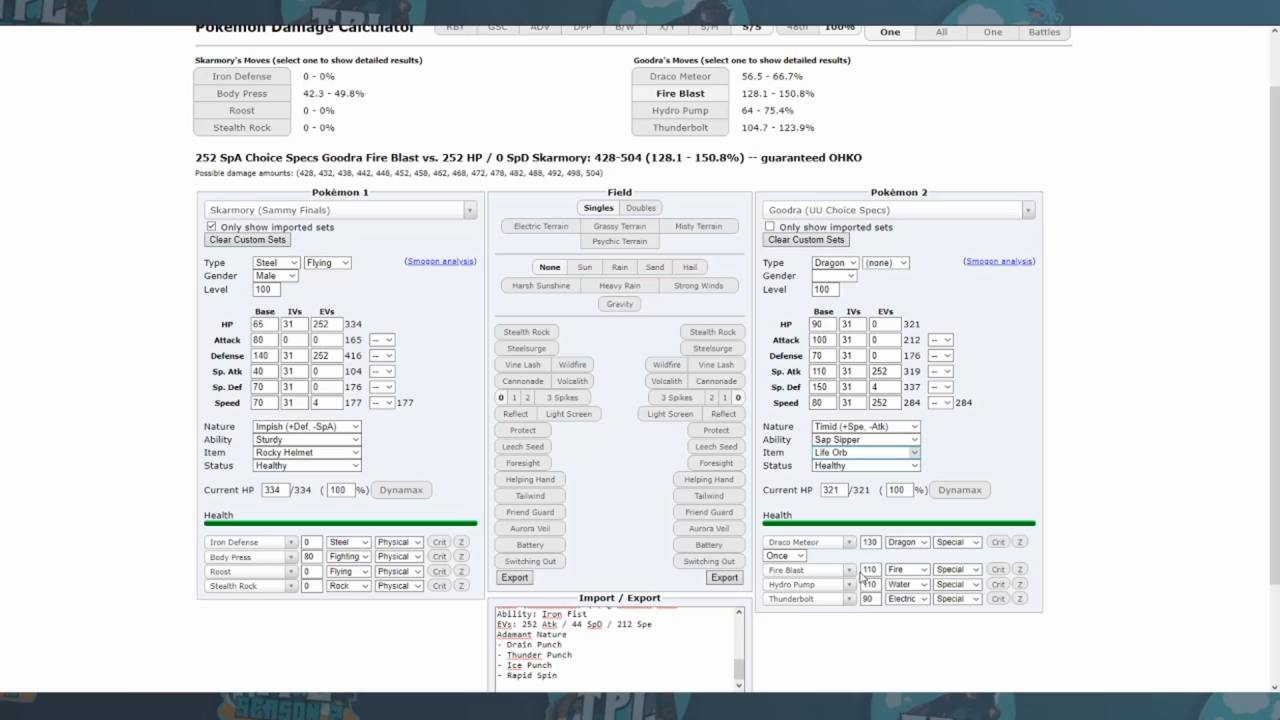 Pokémon Damage Calculator RBY GSC ADV DPP B/W X/Y S/M S/S 48th 100% One All One Battles
Skarmory's Moves (select one to show detailed results)
Iron Defense 0 - 0%
Body Press 42.3 - 49.8%
Roost 0 - 0%
Stealth Rock 0 - 0%
Goodra's Moves (select one to show detailed results)
Draco Meteor 56.5 - 66.7%
Fire Blast 128.1 - 150.8%
Hydro Pump 64 - 75.4%
Thunderbolt 104.7 - 123.9%
252 SpA Choice Specs Goodra Fire Blast vs. 252 HP / 0 SpD Skarmory: 428-504 (128.1 - 150.8%) -- guaranteed OHKO
Possible damage amounts: (428, 432, 438, 442, 448, 452, 458, 462, 468, 472, 478, 482, 488, 492, 498, 504)
Pokémon 1
Skarmory (Sammy Finals)
Only show imported sets
Clear Custom Sets
Type Steel Flying (Smogon analysis)
Gender Male
Level 100
Base IVs EVs
HP 65 31 252 334
Attack 80 0 0 165 --
Defense 140 31 252 416 --
Sp. Atk 40 31 0 104 --
Sp. Def 70 31 0 176 --
Speed 70 31 4 177 -- 177
Nature Impish (+Def, -SpA)
Ability Sturdy
Item Rocky Helmet
Status Healthy
Current HP 334 /334 ( 100 %) Dynamax
Health
Iron Defense 0 Steel Physical Crit Z
Body Press 80 Fighting Physical Crit Z
Roost 0 Flying Physical Crit Z
Stealth Rock 0 Rock Physical Crit Z
Field
Singles Doubles
Electric Terrain Grassy Terrain Misty Terrain
Psychic Terrain
None Sun Rain Sand Hail
Harsh Sunshine Heavy Rain Strong Winds
Gravity
Stealth Rock Stealth Rock
Steelsurge Steelsurge
Vine Lash Wildfire Wildfire Vine Lash
Cannonade Volcalith Volcalith Cannonade
0 1 2 3 Spikes 3 Spikes 2 1 0
Reflect Light Screen Light Screen Reflect
Protect Protect
Leech Seed Leech Seed
Foresight Foresight
Helping Hand Helping Hand
Tailwind Tailwind
Friend Guard Friend Guard
Aurora Veil Aurora Veil
Battery Battery
Switching Out Switching Out
Export Export
Import / Export
Ability: Iron Fist
EVs: 252 Atk / 44 SpD / 212 Spe
Adamant Nature
- Drain Punch
- Thunder Punch
- Ice Punch
- Rapid Spin
Pokémon 2
Goodra (UU Choice Specs)
Only show imported sets
Clear Custom Sets
Type Dragon (none) (Smogon analysis)
Gender
Level 100
Base IVs EVs
HP 90 31 0 321
Attack 100 31 0 212 --
Defense 70 31 0 176 --
Sp. Atk 110 31 252 319 --
Sp. Def 150 31 4 337 --
Speed 80 31 252 284 -- 284
Nature Timid (+Spe, -Atk)
Ability Sap Sipper
Item Life Orb
Status Healthy
Current HP 321 /321 ( 100 %) Dynamax
Health
Draco Meteor 130 Dragon Special Crit Z
Once
Fire Blast 110 Fire Special Crit Z
Hydro Pump 110 Water Special Crit Z
Thunderbolt 90 Electric Special Crit Z
SEASON
TPL